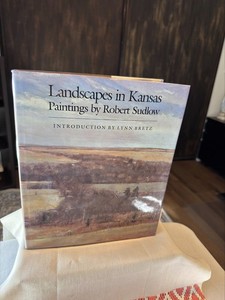 Landscapes in Kansas
Paintings by Robert Sudlow
INTRODUCTION BY LYNN BRETZ